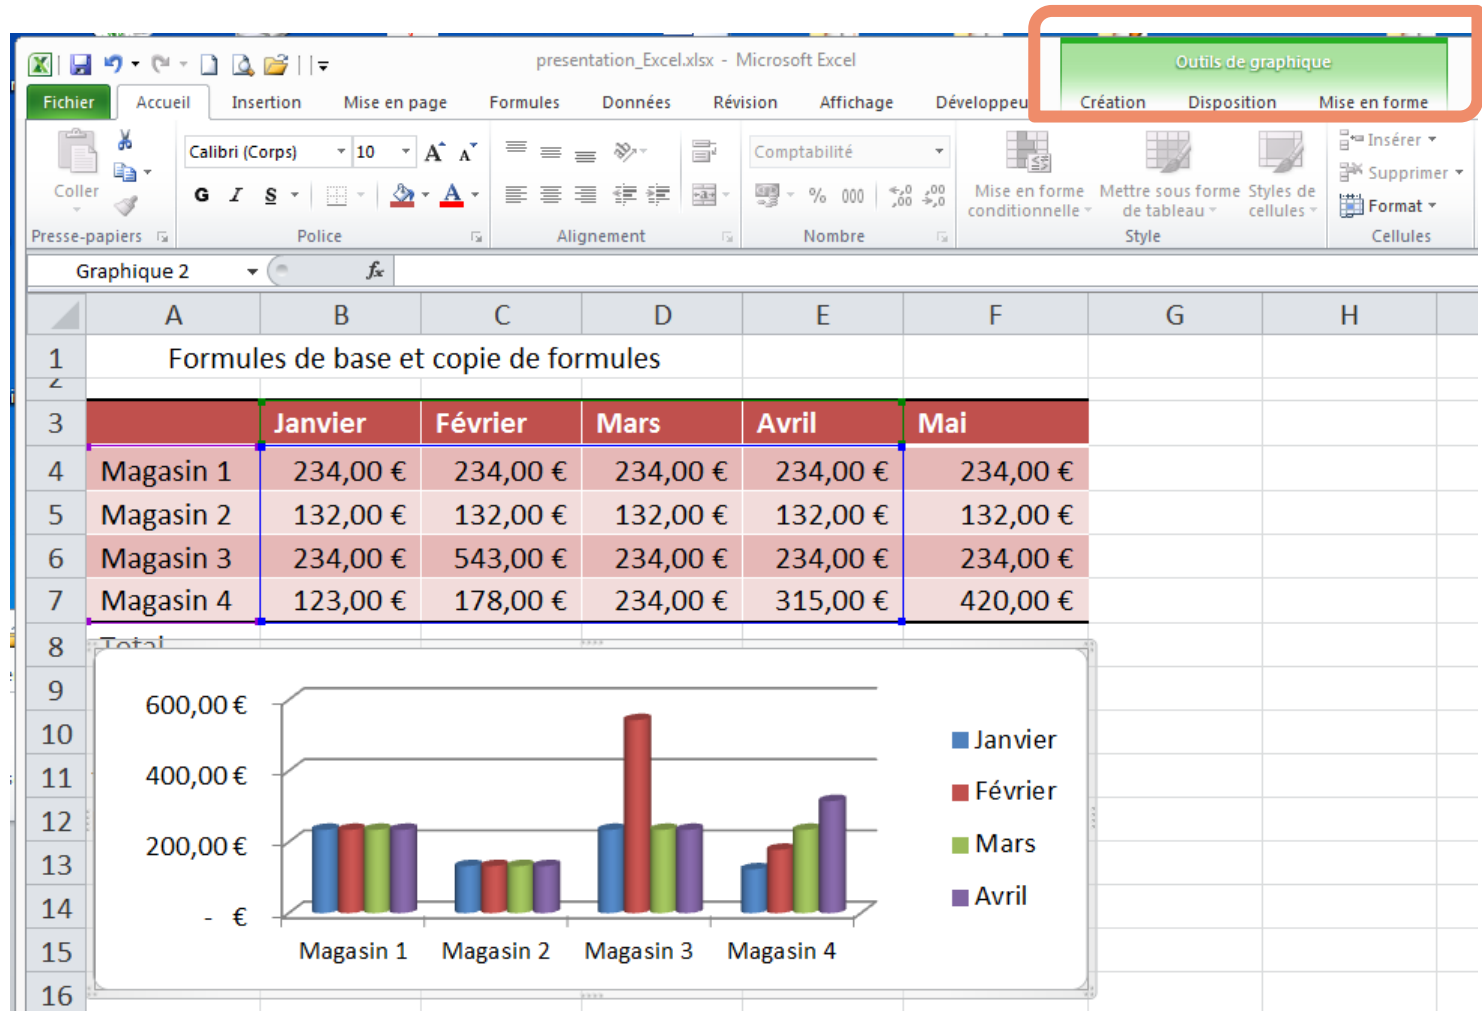 presentation_Excel.xlsx - Microsoft Excel
Outils de graphique
Fichier Accueil Insertion Mise en page Formules Données Révision Affichage Développeu Création Disposition Mise en forme
Coller
Presse-papiers
Calibri (Corps) 10 A A
G I S A
Police
Alignement
Comptabilité
% 000 ,00 ,00
Nombre
Mise en forme conditionnelle
Mettre sous forme de tableau
Styles de cellules
Style
Insérer
Supprimer
Format
Cellules
Graphique 2 fx
A B C D E F G H
1 Formules de base et copie de formules
2
3 Janvier Février Mars Avril Mai
4 Magasin 1 234,00 € 234,00 € 234,00 € 234,00 € 234,00 €
5 Magasin 2 132,00 € 132,00 € 132,00 € 132,00 € 132,00 €
6 Magasin 3 234,00 € 543,00 € 234,00 € 234,00 € 234,00 €
7 Magasin 4 123,00 € 178,00 € 234,00 € 315,00 € 420,00 €
8 Total
9
10
11
12
13
14
15
16
600,00 €
400,00 €
200,00 €
- €
Magasin 1 Magasin 2 Magasin 3 Magasin 4
Janvier
Février
Mars
Avril